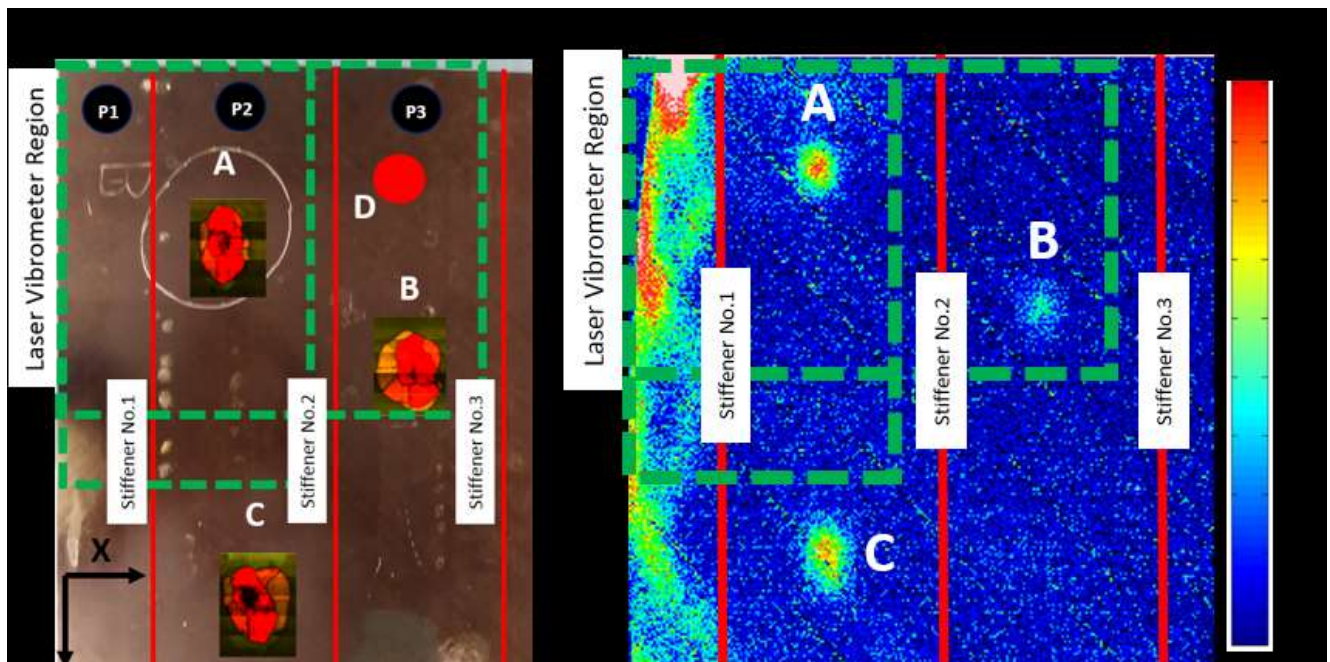 Laser Vibrometer Region
P1
P2
P3
A
D
B
Stiffener No.1
Stiffener No.2
Stiffener No.3
C
X
Laser Vibrometer Region
A
B
Stiffener No.1
Stiffener No.2
Stiffener No.3
C